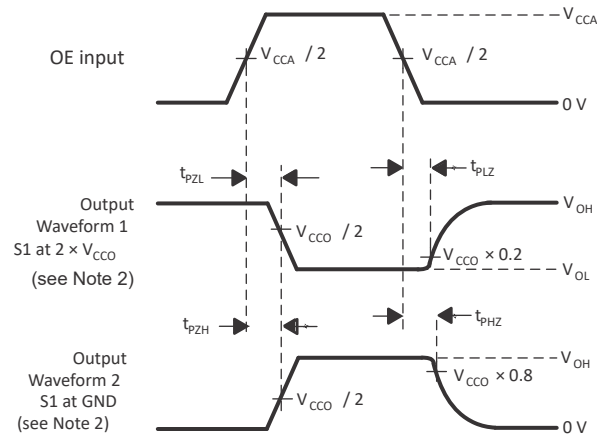 V_CCA
OE input
V_CCA / 2
V_CCA / 2
0 V
t_PZL
t_PLZ
Output
Waveform 1
S1 at 2 × V_CCO
(see Note 2)
V_CCO / 2
V_OH
V_CCO × 0.2
V_OL
t_PZH
t_PHZ
Output
Waveform 2
S1 at GND
(see Note 2)
V_CCO / 2
V_OH
V_CCO × 0.8
0 V